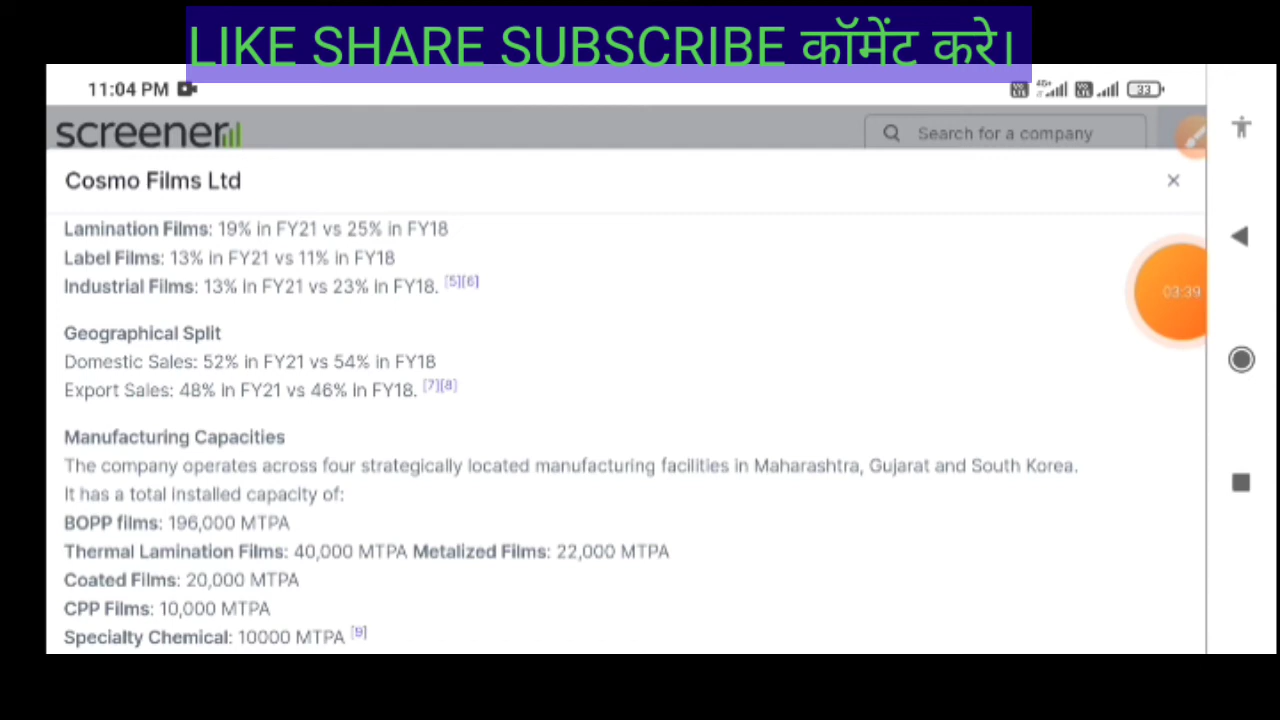 LIKE SHARE SUBSCRIBE कॉमेंट करे।
11:04 PM 33
screener Search for a company
Cosmo Films Ltd
Lamination Films: 19% in FY21 vs 25% in FY18
Label Films: 13% in FY21 vs 11% in FY18
Industrial Films: 13% in FY21 vs 23% in FY18. [5][6]
03:39
Geographical Split
Domestic Sales: 52% in FY21 vs 54% in FY18
Export Sales: 48% in FY21 vs 46% in FY18. [7][8]
Manufacturing Capacities
The company operates across four strategically located manufacturing facilities in Maharashtra, Gujarat and South Korea.
It has a total installed capacity of:
BOPP films: 196,000 MTPA
Thermal Lamination Films: 40,000 MTPA Metalized Films: 22,000 MTPA
Coated Films: 20,000 MTPA
CPP Films: 10,000 MTPA
Specialty Chemical: 10000 MTPA [9]